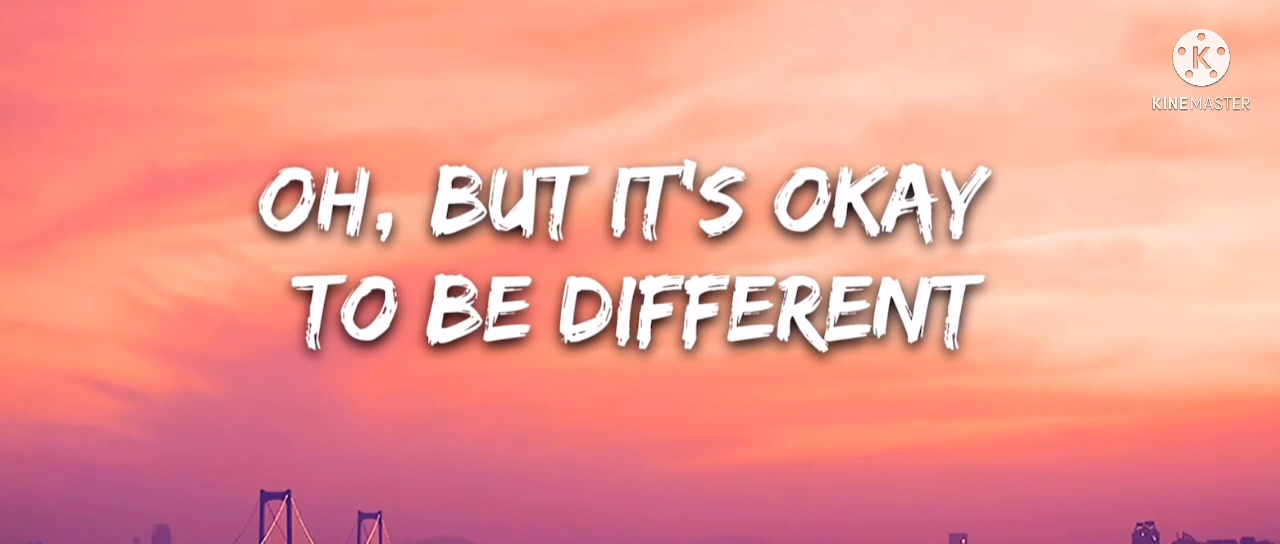 K
KINEMASTER
OH, BUT IT'S OKAY
TO BE DIFFERENT